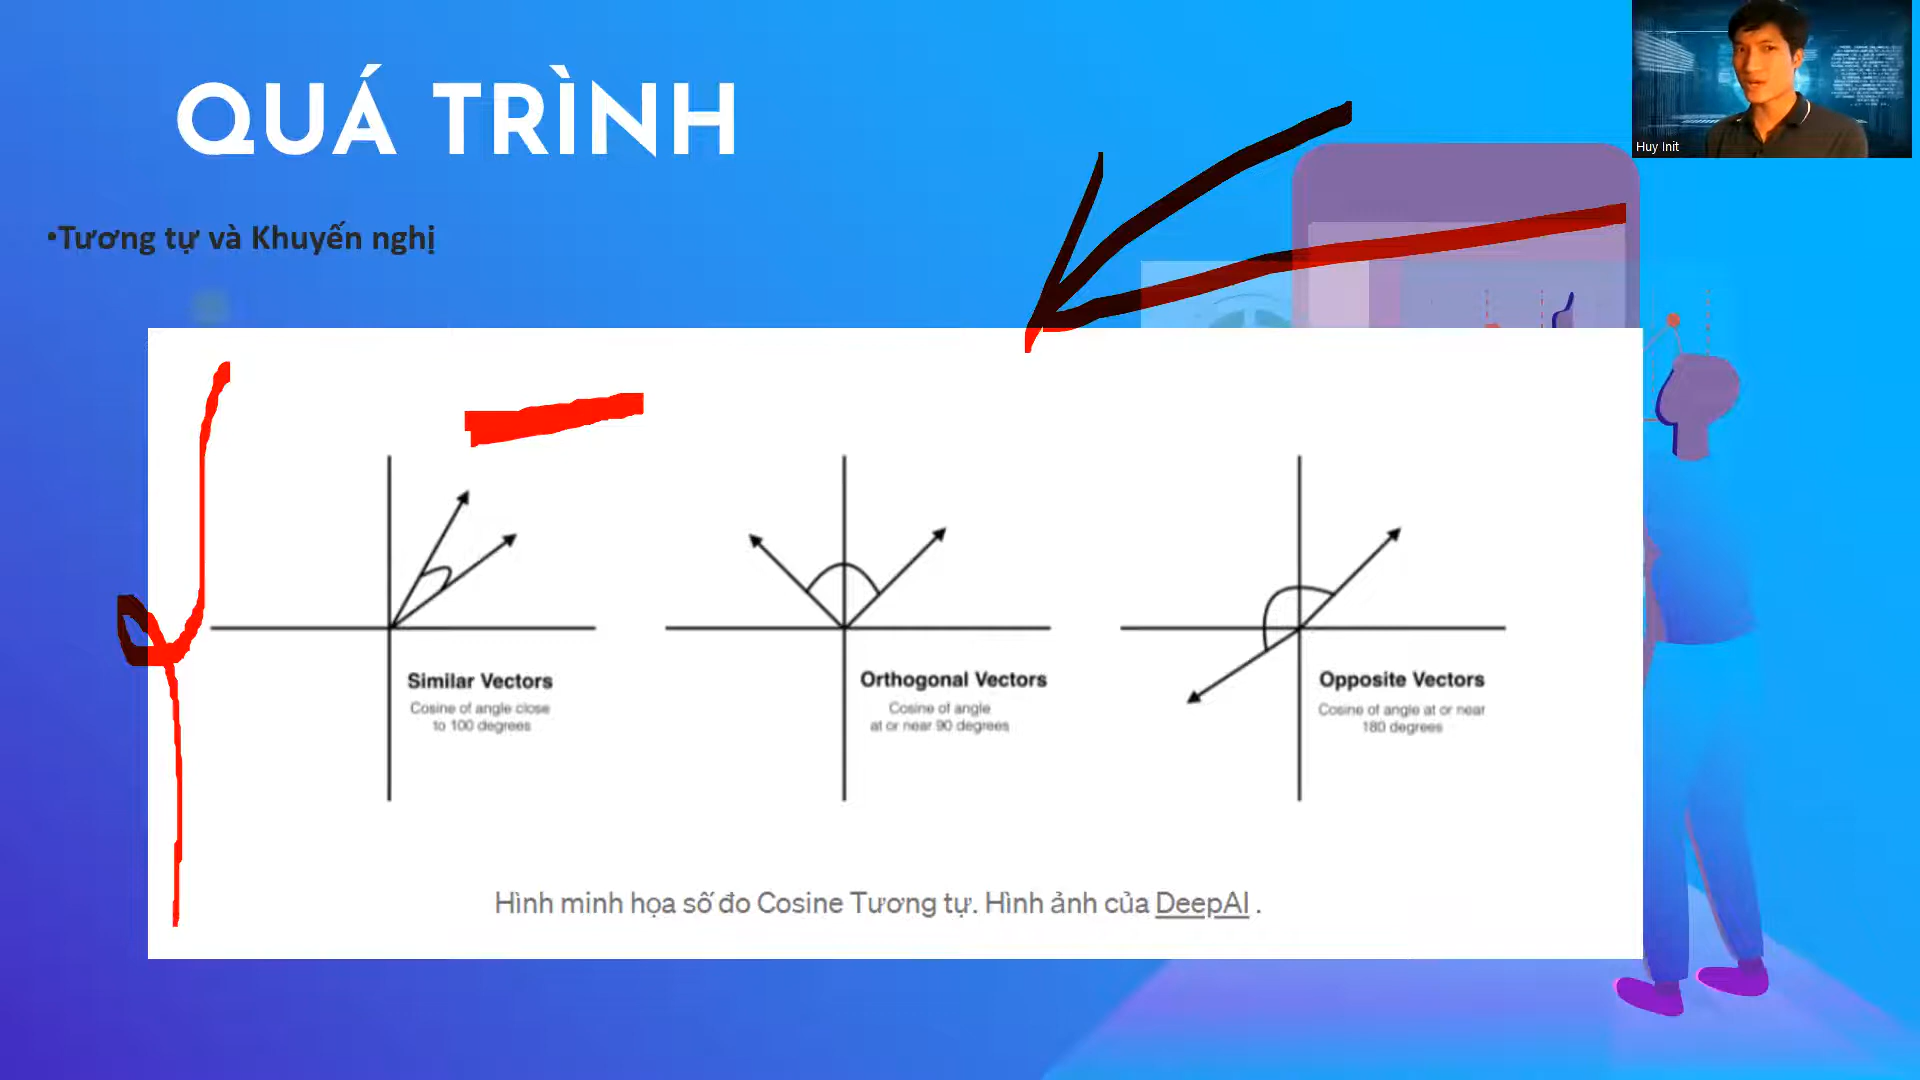 QUÁ TRÌNH
Huy Init
•Tương tự và Khuyến nghị
Similar Vectors
Cosine of angle close
to 100 degrees
Orthogonal Vectors
Cosine of angle
at or near 90 degrees
Opposite Vectors
Cosine of angle at or near
180 degrees
Hình minh họa số đo Cosine Tương tự. Hình ảnh của DeepAI .